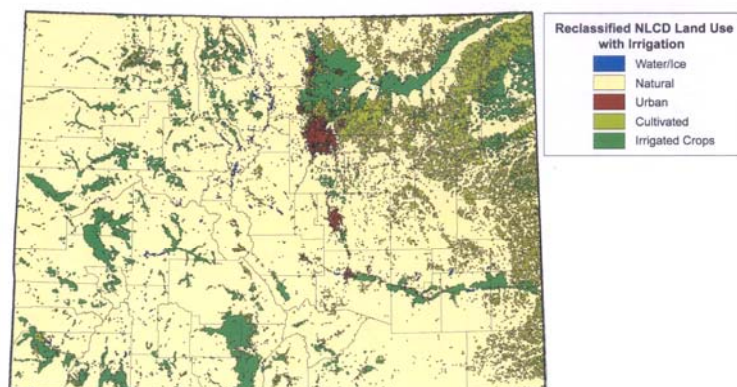 Reclassified NLCD Land Use
with Irrigation
Water/Ice
Natural
Urban
Cultivated
Irrigated Crops